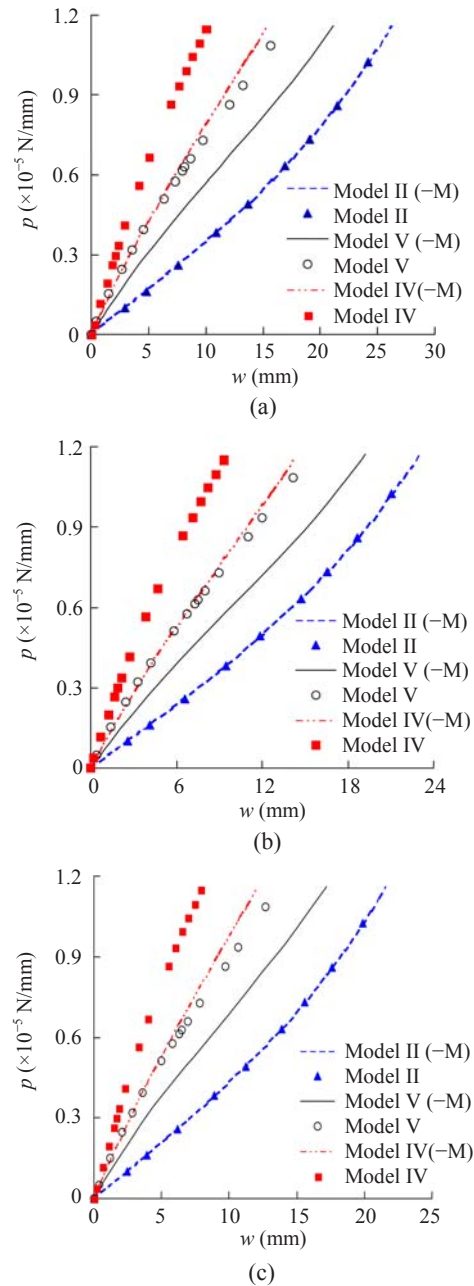 1.2
0.9
0.6
0.3
0
p (×10⁻⁵ N/mm)
Model II (−M)
Model II
Model V (−M)
Model V
Model IV(−M)
Model IV
0 5 10 15 20 25 30
w (mm)
(a)
1.2
0.9
0.6
0.3
0
p (×10⁻⁵ N/mm)
Model II (−M)
Model II
Model V (−M)
Model V
Model IV(−M)
Model IV
0 6 12 18 24
w (mm)
(b)
1.2
0.9
0.6
0.3
0
p (×10⁻⁵ N/mm)
Model II (−M)
Model II
Model V (−M)
Model V
Model IV(−M)
Model IV
0 5 10 15 20 25
w (mm)
(c)